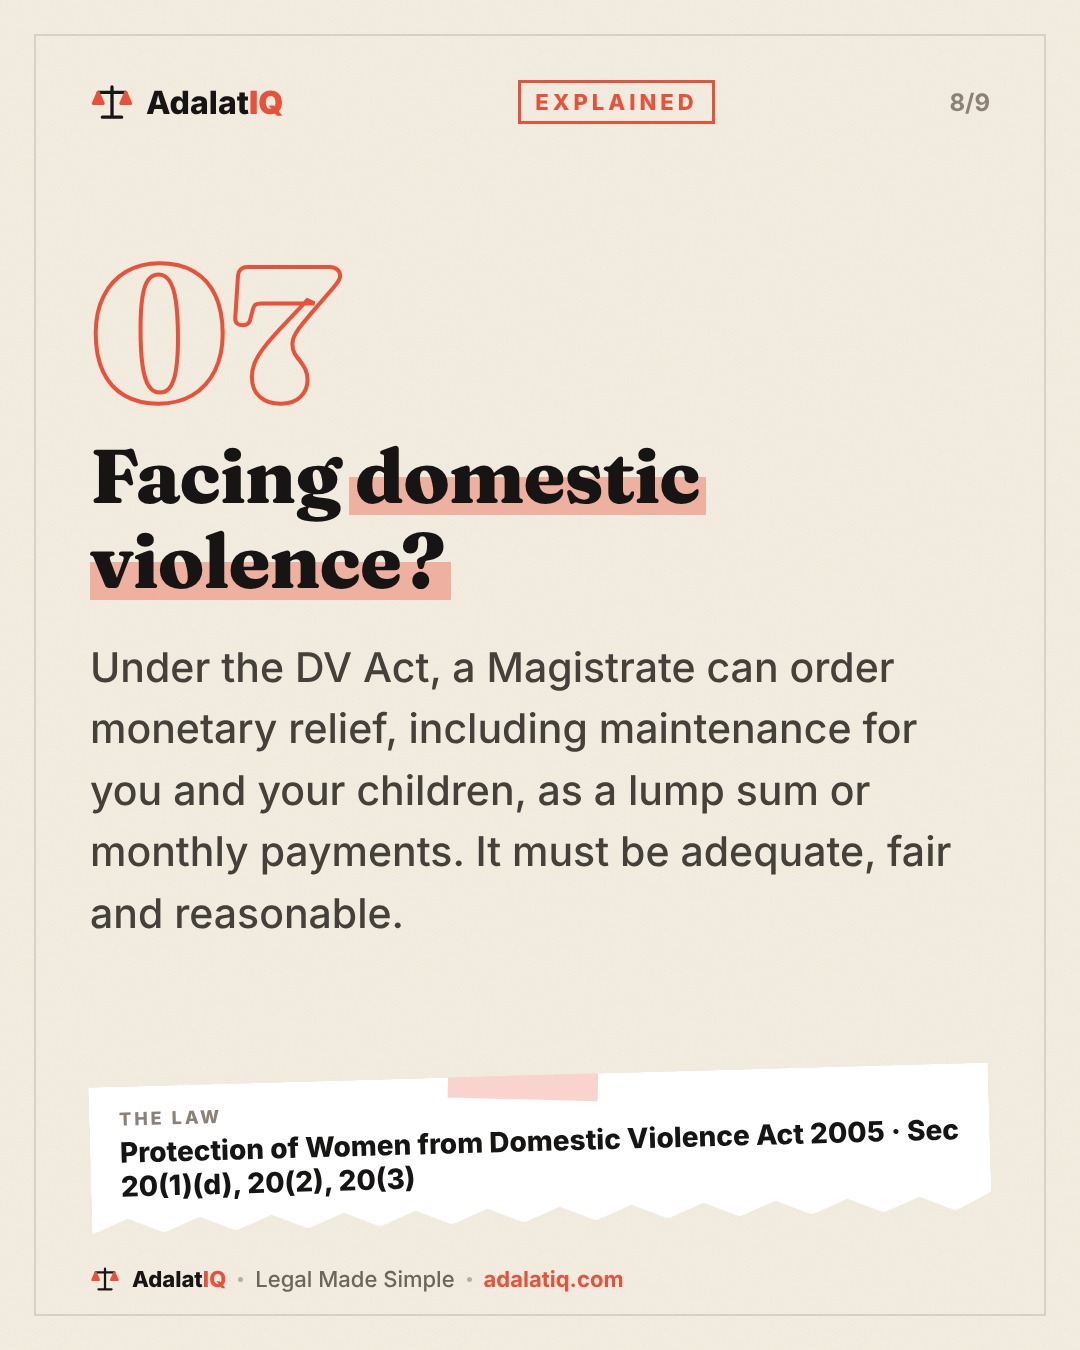 AdalatIQ
EXPLAINED
8/9
07
Facing domestic
violence?
Under the DV Act, a Magistrate can order
monetary relief, including maintenance for
you and your children, as a lump sum or
monthly payments. It must be adequate, fair
and reasonable.
THE LAW
Protection of Women from Domestic Violence Act 2005 · Sec
20(1)(d), 20(2), 20(3)
AdalatIQ • Legal Made Simple • adalatiq.com